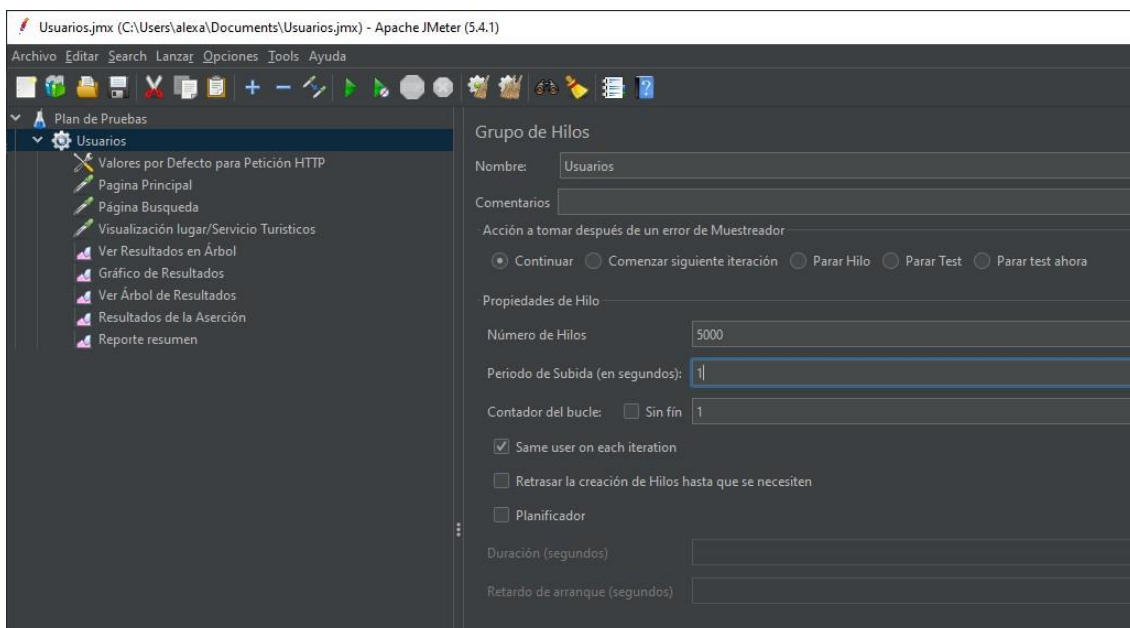 Usuarios.jmx (C:\Users\alexa\Documents\Usuarios.jmx) - Apache JMeter (5.4.1)
Archivo Editar Search Lanzar Opciones Tools Ayuda
Plan de Pruebas
Usuarios
Valores por Defecto para Petición HTTP
Pagina Principal
Página Busqueda
Visualización lugar/Servicio Turisticos
Ver Resultados en Árbol
Gráfico de Resultados
Ver Árbol de Resultados
Resultados de la Aserción
Reporte resumen
Grupo de Hilos
Nombre: Usuarios
Comentarios
Acción a tomar después de un error de Muestreador
Continuar Comenzar siguiente iteración Parar Hilo Parar Test Parar test ahora
Propiedades de Hilo
Número de Hilos 5000
Periodo de Subida (en segundos): 1
Contador del bucle: Sin fín 1
Same user on each iteration
Retrasar la creación de Hilos hasta que se necesiten
Planificador
Duración (segundos)
Retardo de arranque (segundos)